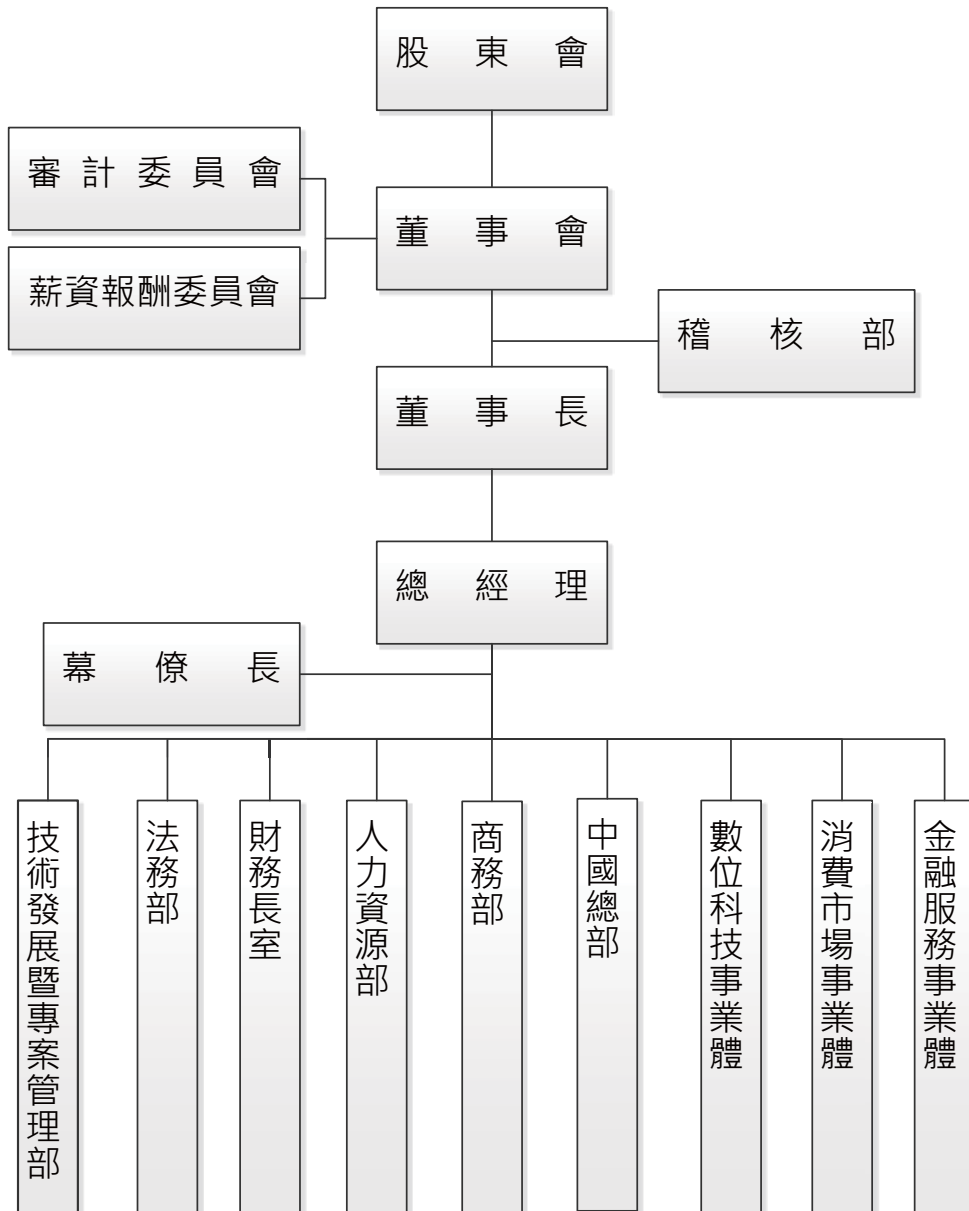 股東會
審計委員會
董事會
薪資報酬委員會
稽核部
董事長
總經理
幕僚長
技術發展暨專案管理部
法務部
財務長室
人力資源部
商務部
中國總部
數位科技事業體
消費市場事業體
金融服務事業體